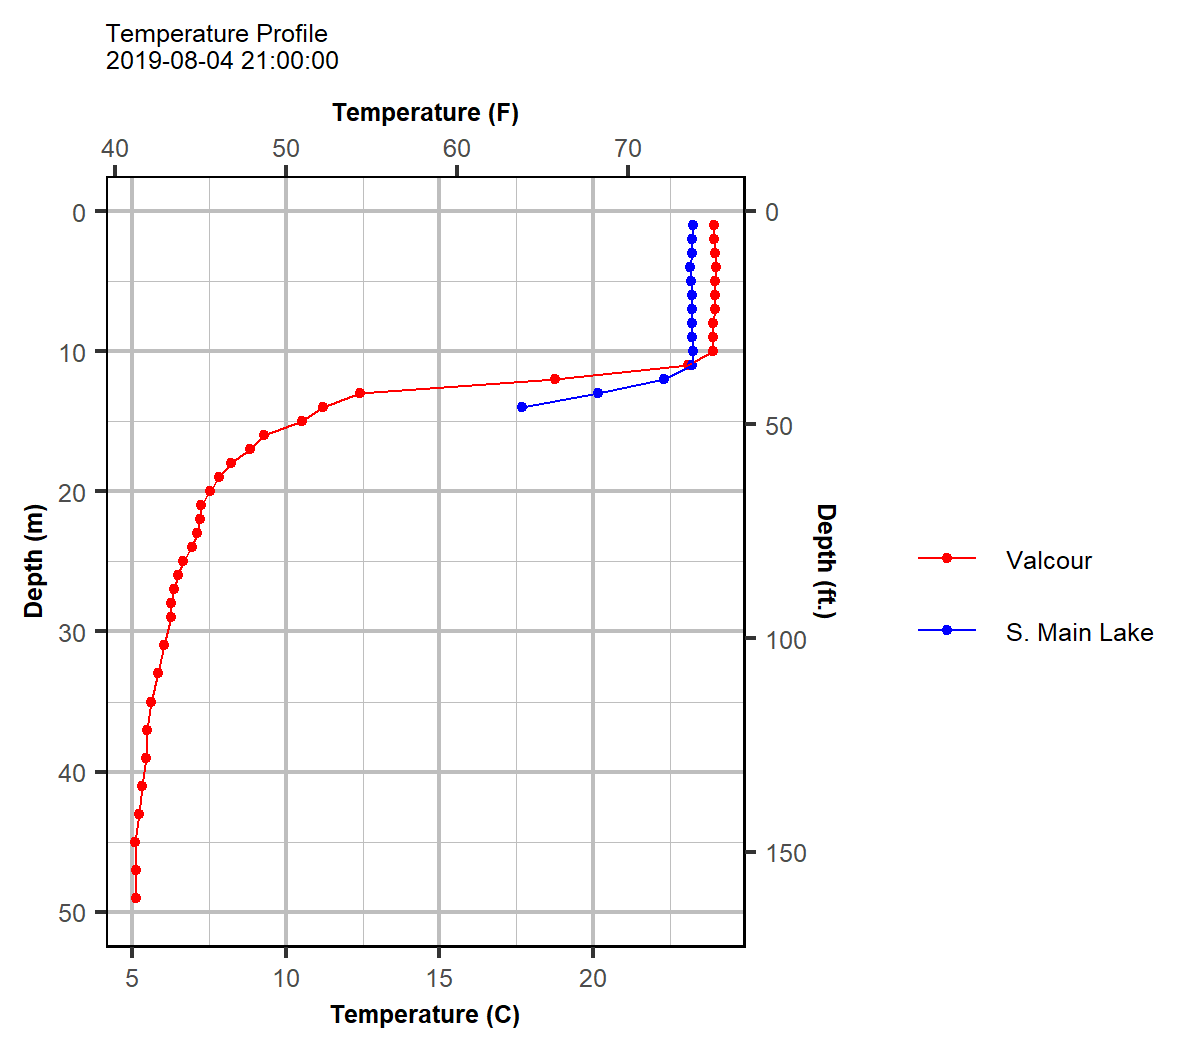 Temperature Profile
2019-08-04 21:00:00
Temperature (F)
40 50 60 70
0
10
20
30
40
50
Depth (m)
0
50
100
150
Depth (ft.)
5 10 15 20
Temperature (C)
Valcour
S. Main Lake